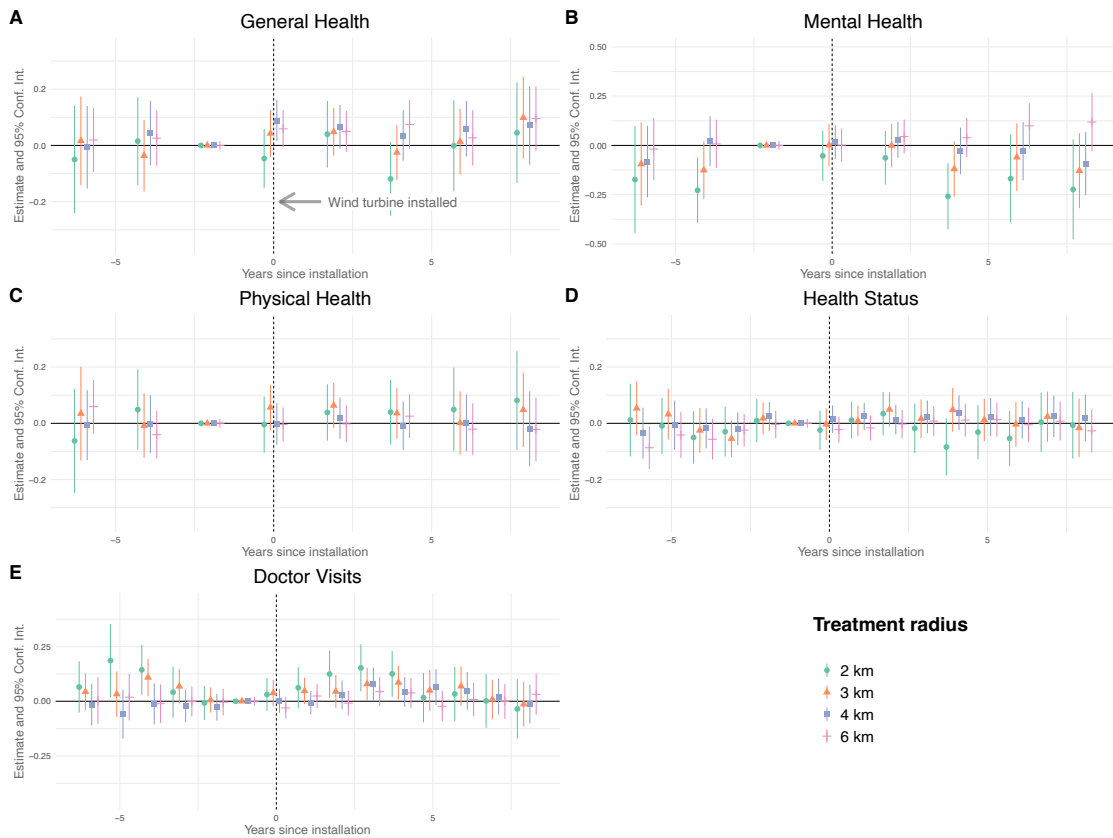 A
General Health
Estimate and 95% Conf. Int.
0.2
0.0
−0.2
Wind turbine installed
−5
0
5
Years since installation
B
Mental Health
Estimate and 95% Conf. Int.
0.50
0.25
0.00
−0.25
−0.50
−5
0
5
Years since installation
C
Physical Health
Estimate and 95% Conf. Int.
0.2
0.0
−0.2
−5
0
5
Years since installation
D
Health Status
Estimate and 95% Conf. Int.
0.2
0.0
−0.2
−5
0
5
Years since installation
E
Doctor Visits
Estimate and 95% Conf. Int.
0.25
0.00
−0.25
−5
0
5
Years since installation
Treatment radius
2 km
3 km
4 km
6 km